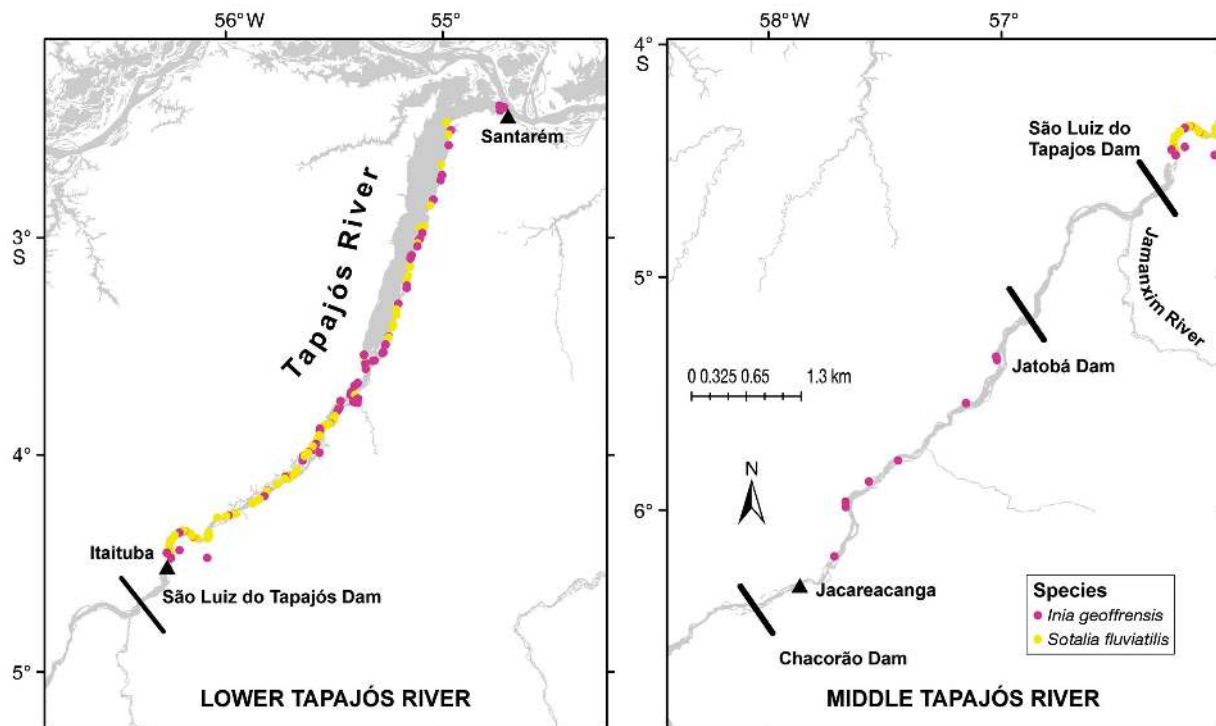 56°W
55°
58°W
57°
4°
S
Santarém
São Luiz do
Tapajos Dam
Tapajós River
3°
S
Jamanxim River
5°
Jatobá Dam
0 0.325 0.65 1.3 km
4°
N
6°
Itaituba
São Luiz do Tapajós Dam
Jacareacanga
Species
Inia geoffrensis
Sotalia fluviatilis
Chacorão Dam
5°
LOWER TAPAJÓS RIVER
MIDDLE TAPAJÓS RIVER